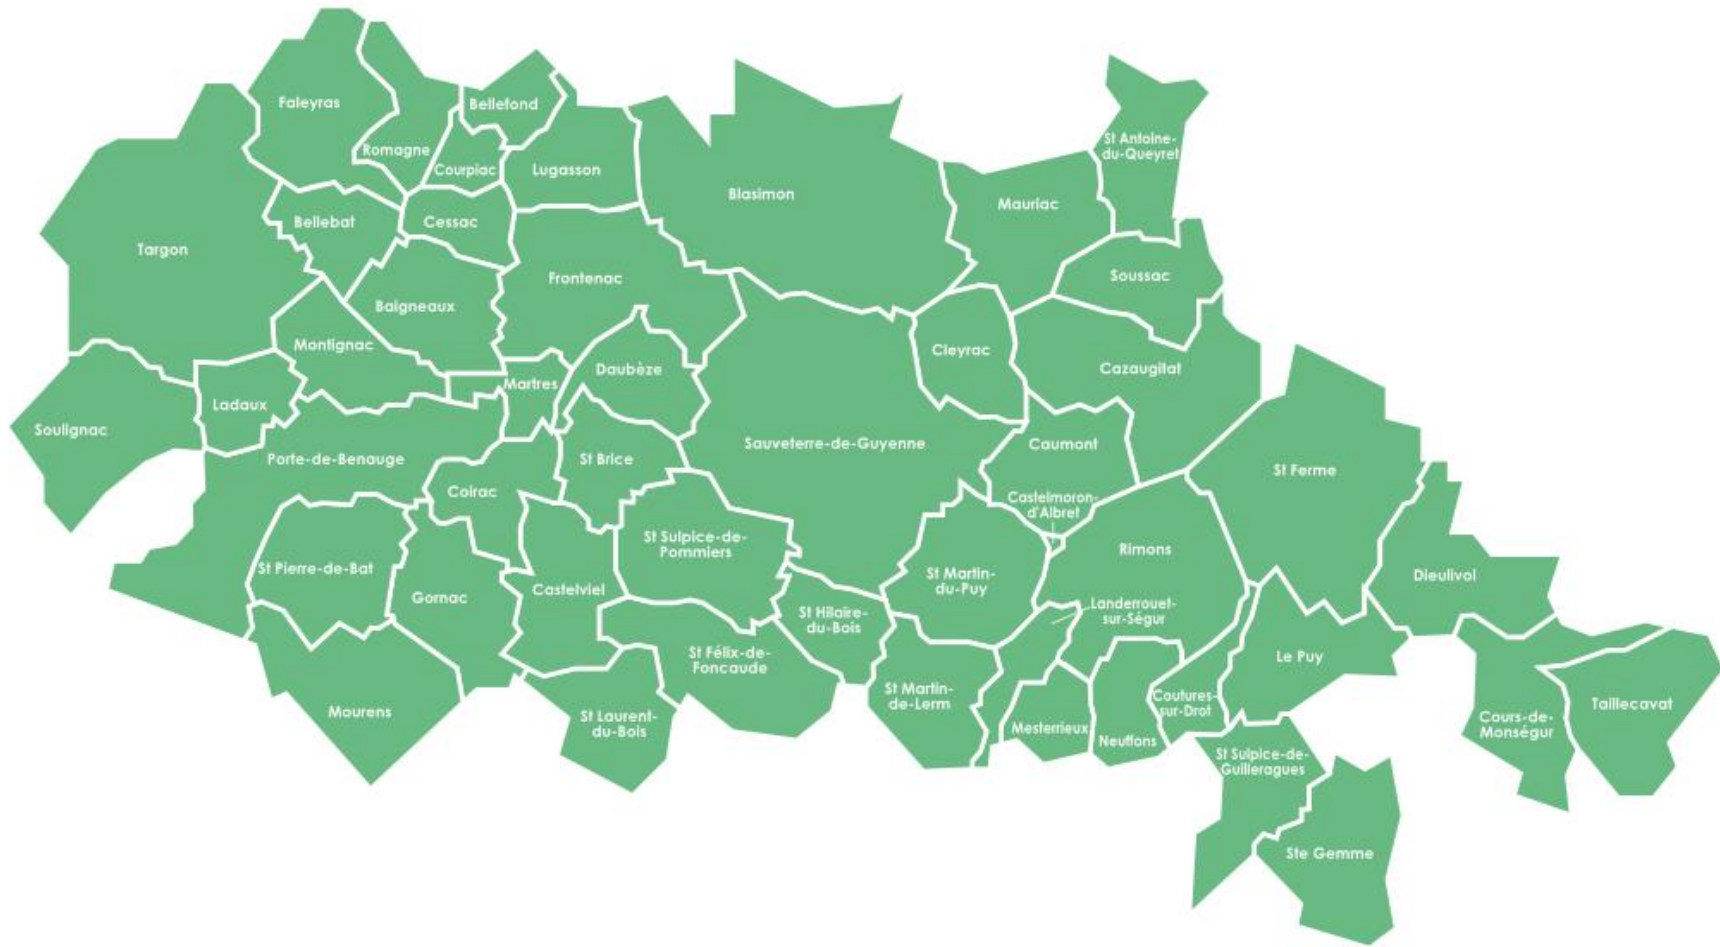 Faleyras
Bellefond
Romagne
Courpiac
Lugasson
St Antoine-
du-Queyret
Blasimon
Mauriac
Bellebat
Cessac
Targon
Frontenac
Soussac
Baigneaux
Montignac
Martres
Daubèze
Cleyrac
Cazaugitat
Ladaux
Soulignac
Porte-de-Benauge
St Brice
Sauveterre-de-Guyenne
Caumont
St Ferme
Coirac
Castelmoron-
d'Albret
St Sulpice-de-
Pommiers
Rimons
St Pierre-de-Bat
Gornac
Castelviel
St Martin-
du-Puy
Dieulivol
St Hilaire-
du-Bois
Landerrouet-
sur-Ségur
St Félix-de-
Foncaude
Le Puy
Mourens
St Laurent-
du-Bois
St Martin-
de-Lerm
Mesterrieux
Neuffons
Coutures-
sur-Drot
Cours-de-
Monségur
Taillecavat
St Sulpice-de-
Guilleragues
Ste Gemme